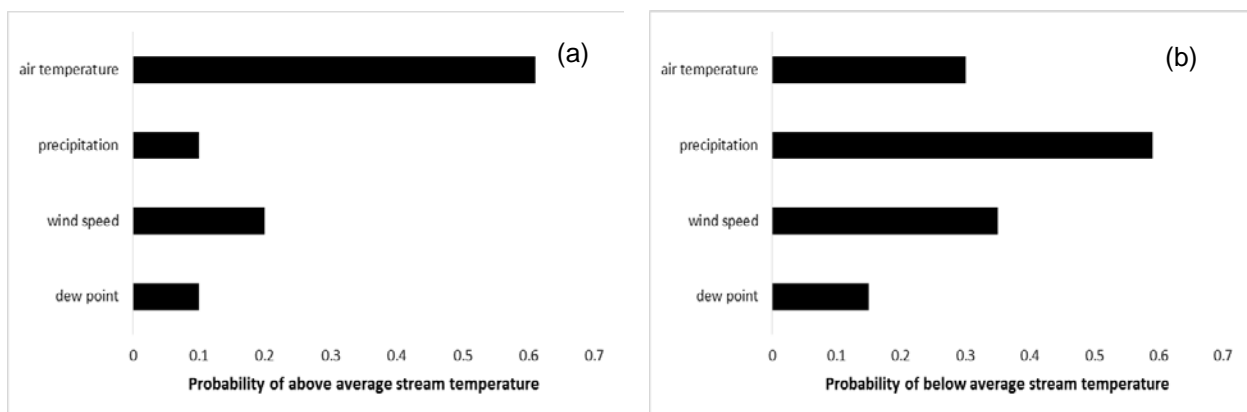 (a)
air temperature
precipitation
wind speed
dew point
0 0.1 0.2 0.3 0.4 0.5 0.6 0.7
Probability of above average stream temperature
(b)
air temperature
precipitation
wind speed
dew point
0 0.1 0.2 0.3 0.4 0.5 0.6 0.7
Probability of below average stream temperature